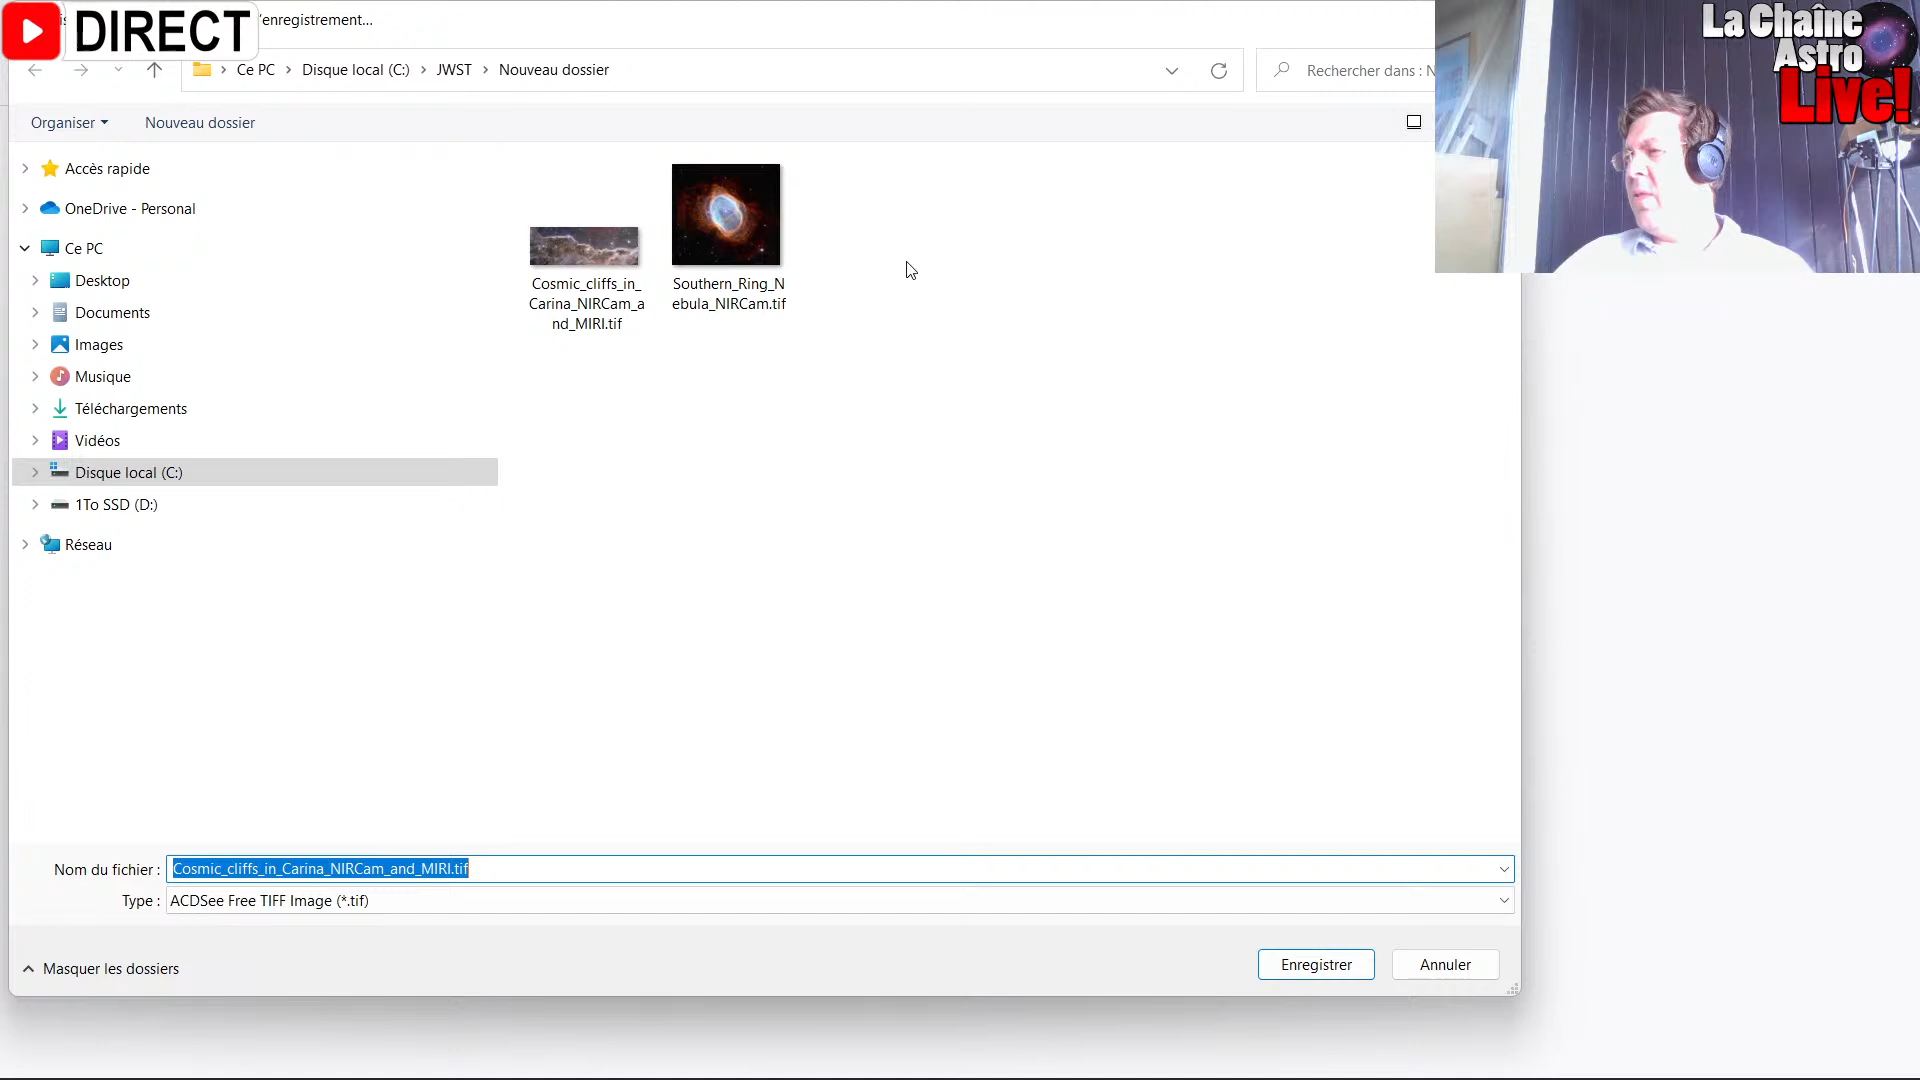 DIRECT
'enregistrement...
La Chaîne
Astro
Live!
Ce PC > Disque local (C:) > JWST > Nouveau dossier
Rechercher dans : N
Organiser
Nouveau dossier
Accès rapide
OneDrive - Personal
Ce PC
Desktop
Documents
Images
Musique
Téléchargements
Vidéos
Disque local (C:)
1To SSD (D:)
Réseau
Cosmic_cliffs_in_
Carina_NIRCam_a
nd_MIRI.tif
Southern_Ring_N
ebula_NIRCam.tif
Nom du fichier : Cosmic_cliffs_in_Carina_NIRCam_and_MIRI.tif
Type : ACDSee Free TIFF Image (*.tif)
Masquer les dossiers
Enregistrer
Annuler